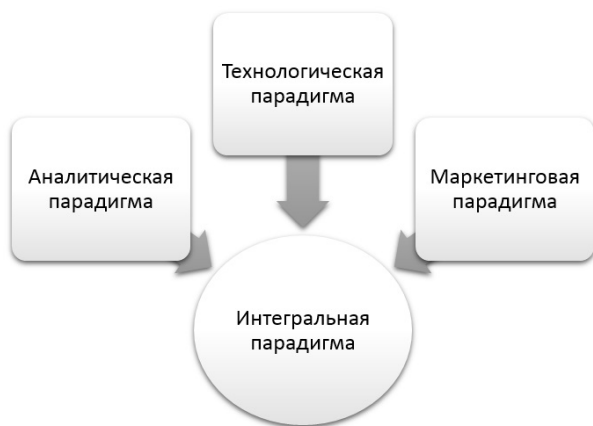 Технологическая
парадигма
Аналитическая
парадигма
Маркетинговая
парадигма
Интегральная
парадигма